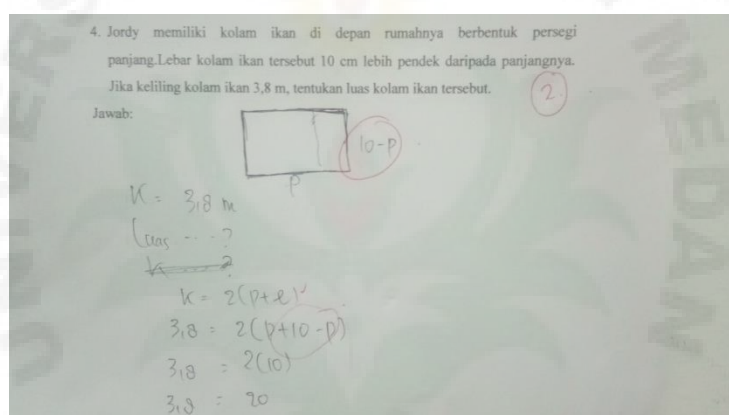 4. Jordy memiliki kolam ikan di depan rumahnya berbentuk persegi
panjang.Lebar kolam ikan tersebut 10 cm lebih pendek daripada panjangnya.
Jika keliling kolam ikan 3,8 m, tentukan luas kolam ikan tersebut.
2
Jawab:
10-p
P
K = 3,8 m
Luas ... ?
K = 2(p+l)
3,8 = 2(p+10-p)
3,8 = 2(10)
3,8 = 20
MEDAN